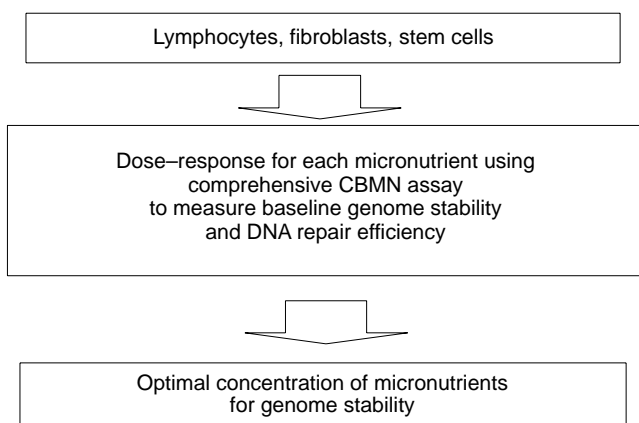 Lymphocytes, fibroblasts, stem cells
Dose–response for each micronutrient using
comprehensive CBMN assay
to measure baseline genome stability
and DNA repair efficiency
Optimal concentration of micronutrients
for genome stability